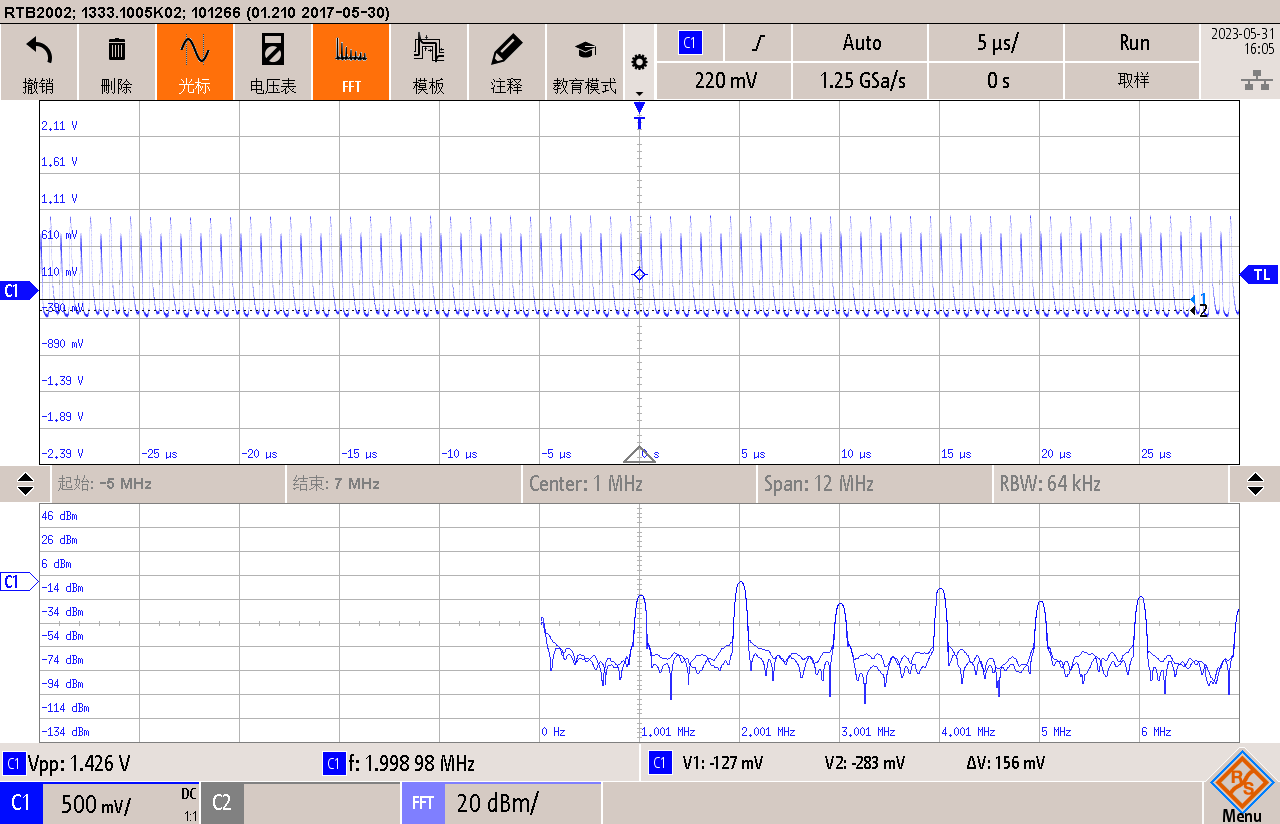 RTB2002; 1333.1005K02; 101266 (01.210 2017-05-30)
撤销 删除 光标 电压表 FFT 模板 注释 教育模式
C1 Auto 5 µs/ Run
220 mV 1.25 GSa/s 0 s 取样
2023-05-31
16:05
T
2.11 V
1.61 V
1.11 V
610 mV
110 mV
TL
C1
1
-390 mV
2
-890 mV
-1.39 V
-1.89 V
-2.39 V -25 µs -20 µs -15 µs -10 µs -5 µs 0 s 5 µs 10 µs 15 µs 20 µs 25 µs
起始: -5 MHz 结束: 7 MHz Center: 1 MHz Span: 12 MHz RBW: 64 kHz
46 dBm
26 dBm
6 dBm
C1
-14 dBm
-34 dBm
-54 dBm
-74 dBm
-94 dBm
-114 dBm
-134 dBm 0 Hz 1,001 MHz 2,001 MHz 3,001 MHz 4,001 MHz 5 MHz 6 MHz
C1 Vpp: 1.426 V C1 f: 1.998 98 MHz C1 V1: -127 mV V2: -283 mV ΔV: 156 mV
C1 500 mV/ DC 1:1 C2 FFT 20 dBm/
R S
Menu